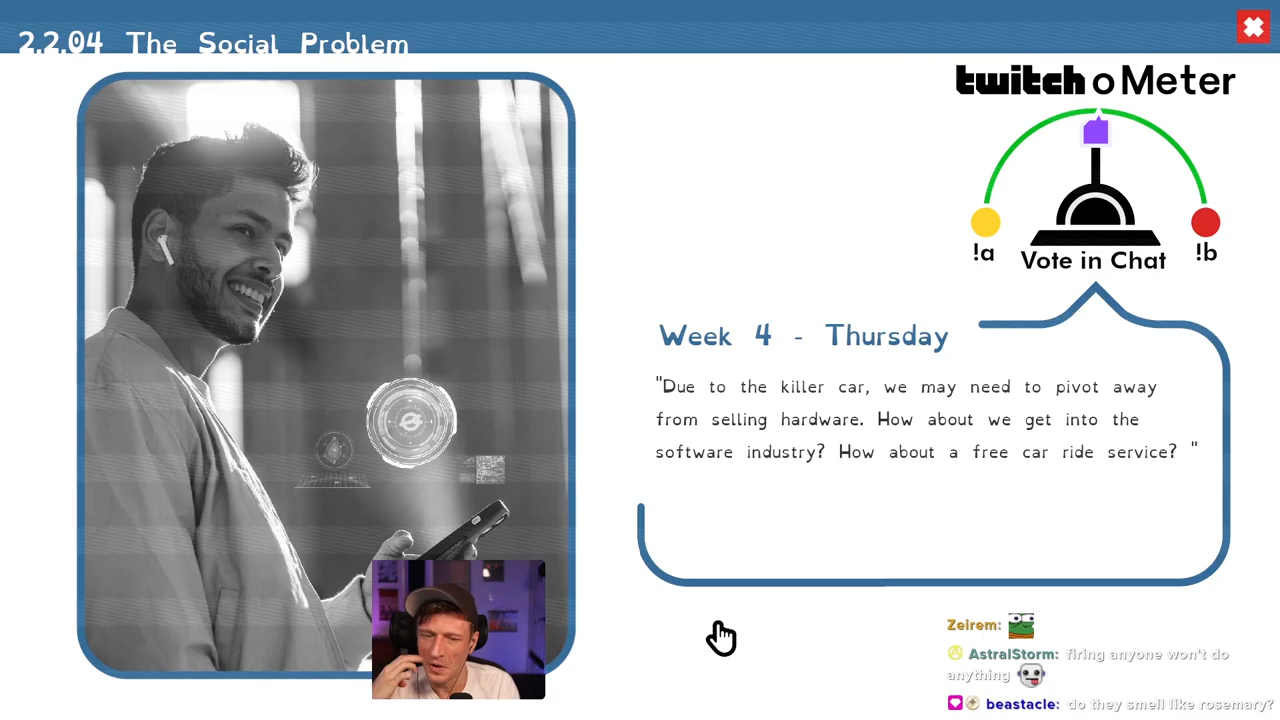 2.2.04 The Social Problem
twitch o Meter
!a
!b
Vote in Chat
Week 4 - Thursday
"Due to the killer car, we may need to pivot away
from selling hardware. How about we get into the
software industry? How about a free car ride service? "
Zeirem:
AstralStorm: firing anyone won't do
anything
beastacle: do they smell like rosemary?